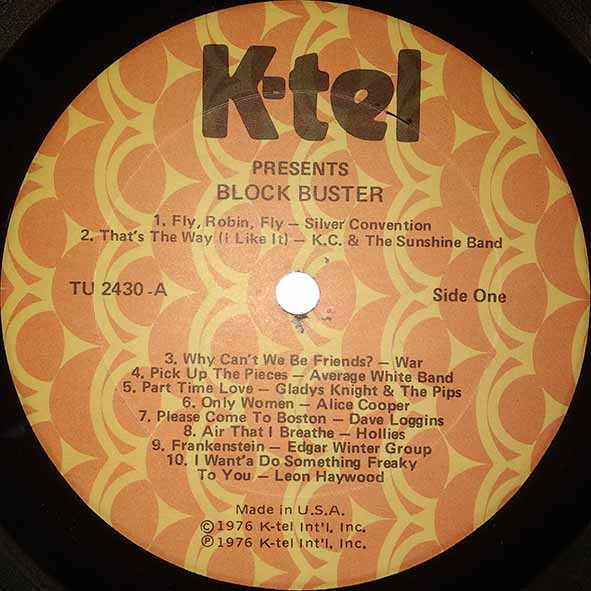 K-tel
PRESENTS
BLOCK BUSTER
1. Fly, Robin, Fly — Silver Convention
2. That's The Way (i Like It) — K.C. & The Sunshine Band
TU 2430-A
Side One
3. Why Can't We Be Friends? — War
4. Pick Up The Pieces — Average White Band
5. Part Time Love — Gladys Knight & The Pips
6. Only Women — Alice Cooper
7. Please Come To Boston — Dave Loggins
8. Air That I Breathe — Hollies
9. Frankenstein — Edgar Winter Group
10. I Want'a Do Something Freaky
To You — Leon Haywood
Made in U.S.A.
©1976 K-tel Int'l. Inc.
℗1976 K-tel Int'l. Inc.